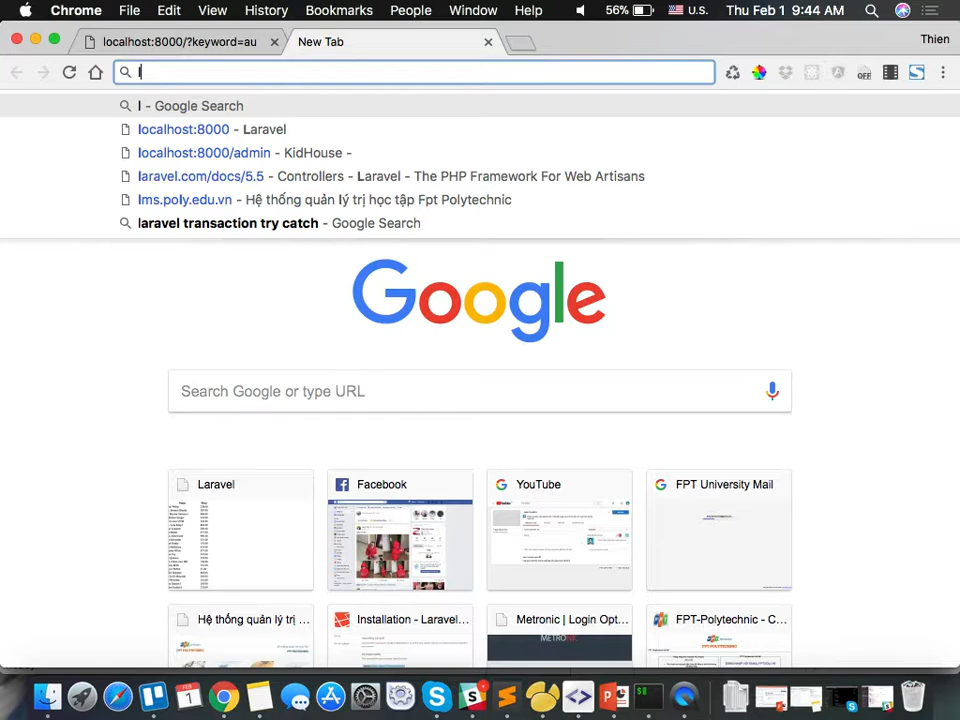 Chrome File Edit View History Bookmarks People Window Help 56% U.S. Thu Feb 1 9:44 AM
localhost:8000/?keyword=au New Tab Thien
l
l - Google Search
localhost:8000 - Laravel
localhost:8000/admin - KidHouse -
laravel.com/docs/5.5 - Controllers - Laravel - The PHP Framework For Web Artisans
lms.poly.edu.vn - Hệ thống quản lý trị học tập Fpt Polytechnic
laravel transaction try catch - Google Search
Google
Search Google or type URL
Laravel Facebook YouTube FPT University Mail
Hệ thống quản lý trị ... Installation - Laravel... Metronic | Login Opt... FPT-Polytechnic - C...